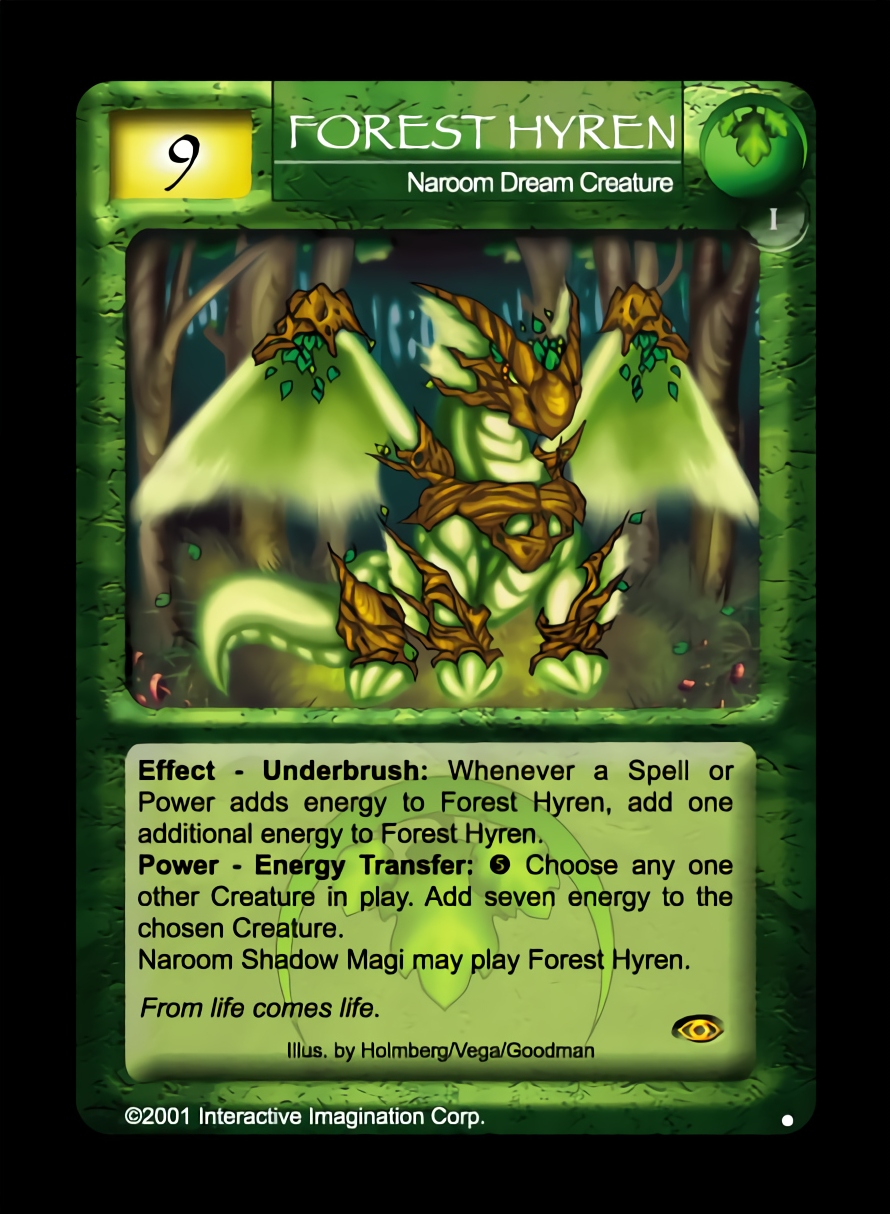 9
FOREST HYREN
Naroom Dream Creature
I
Effect - Underbrush: Whenever a Spell or
Power adds energy to Forest Hyren, add one
additional energy to Forest Hyren.
Power - Energy Transfer: ❺ Choose any one
other Creature in play. Add seven energy to the
chosen Creature.
Naroom Shadow Magi may play Forest Hyren.
From life comes life.
Illus. by Holmberg/Vega/Goodman
©2001 Interactive Imagination Corp.